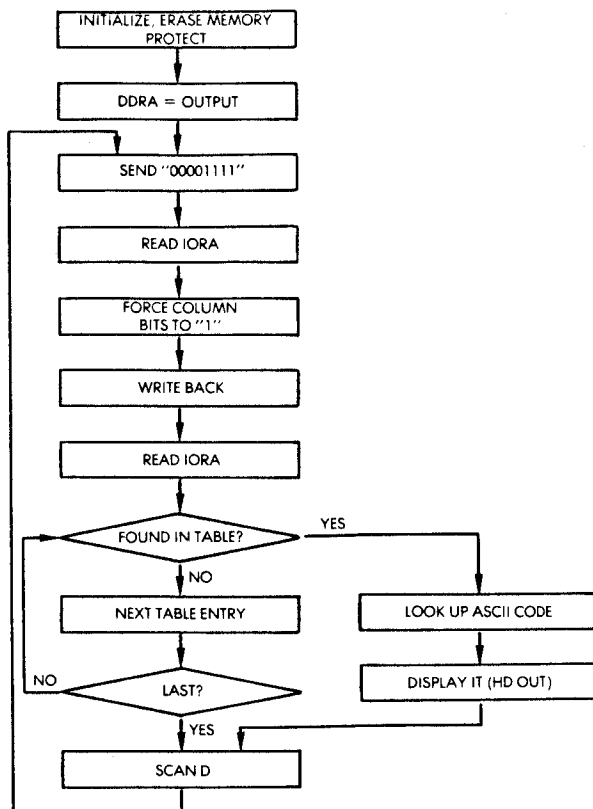 INITIALIZE, ERASE MEMORY
PROTECT
DDRA = OUTPUT
SEND "00001111"
READ IORA
FORCE COLUMN
BITS TO "1"
WRITE BACK
READ IORA
FOUND IN TABLE?
YES
NO
NEXT TABLE ENTRY
LOOK UP ASCII CODE
NO
LAST?
DISPLAY IT (HD OUT)
YES
SCAN D